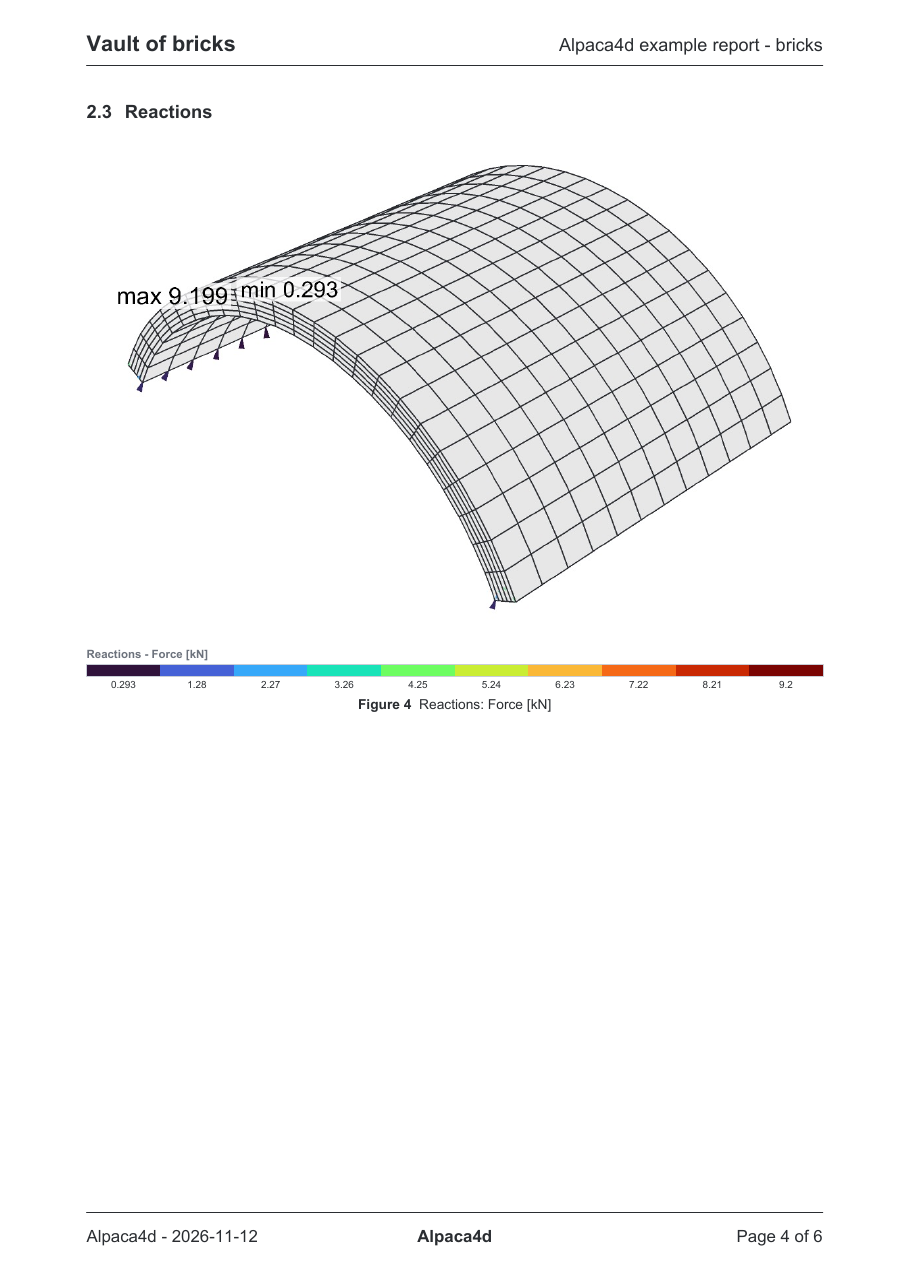 Vault of bricks Alpaca4d example report - bricks
2.3 Reactions
max 9.199 min 0.293
Reactions - Force [kN]
0.293 1.28 2.27 3.26 4.25 5.24 6.23 7.22 8.21 9.2
Figure 4 Reactions: Force [kN]
Alpaca4d - 2026-11-12 Alpaca4d Page 4 of 6